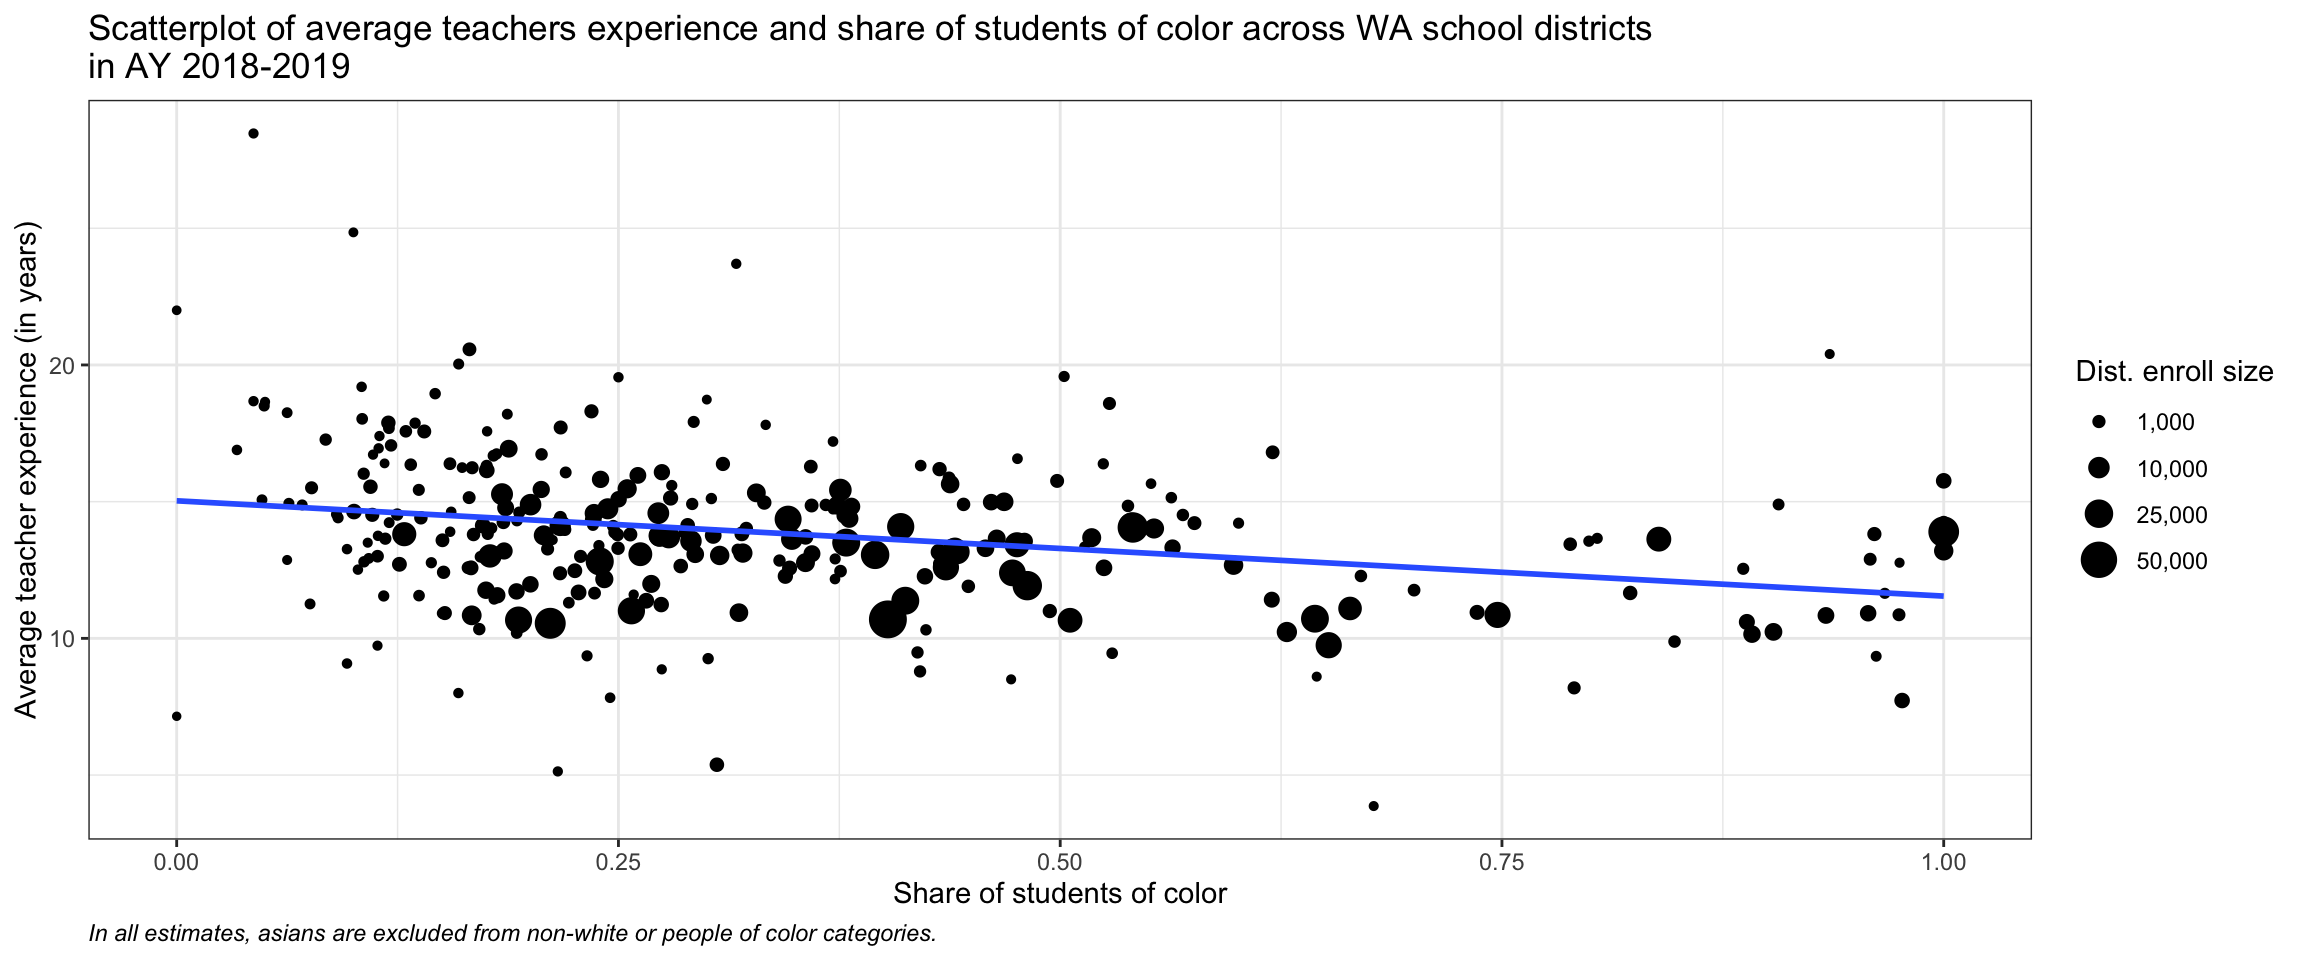 Scatterplot of average teachers experience and share of students of color across WA school districts
in AY 2018-2019
Average teacher experience (in years)
20
10
0.00
0.25
0.50
0.75
1.00
Share of students of color
Dist. enroll size
1,000
10,000
25,000
50,000
In all estimates, asians are excluded from non-white or people of color categories.